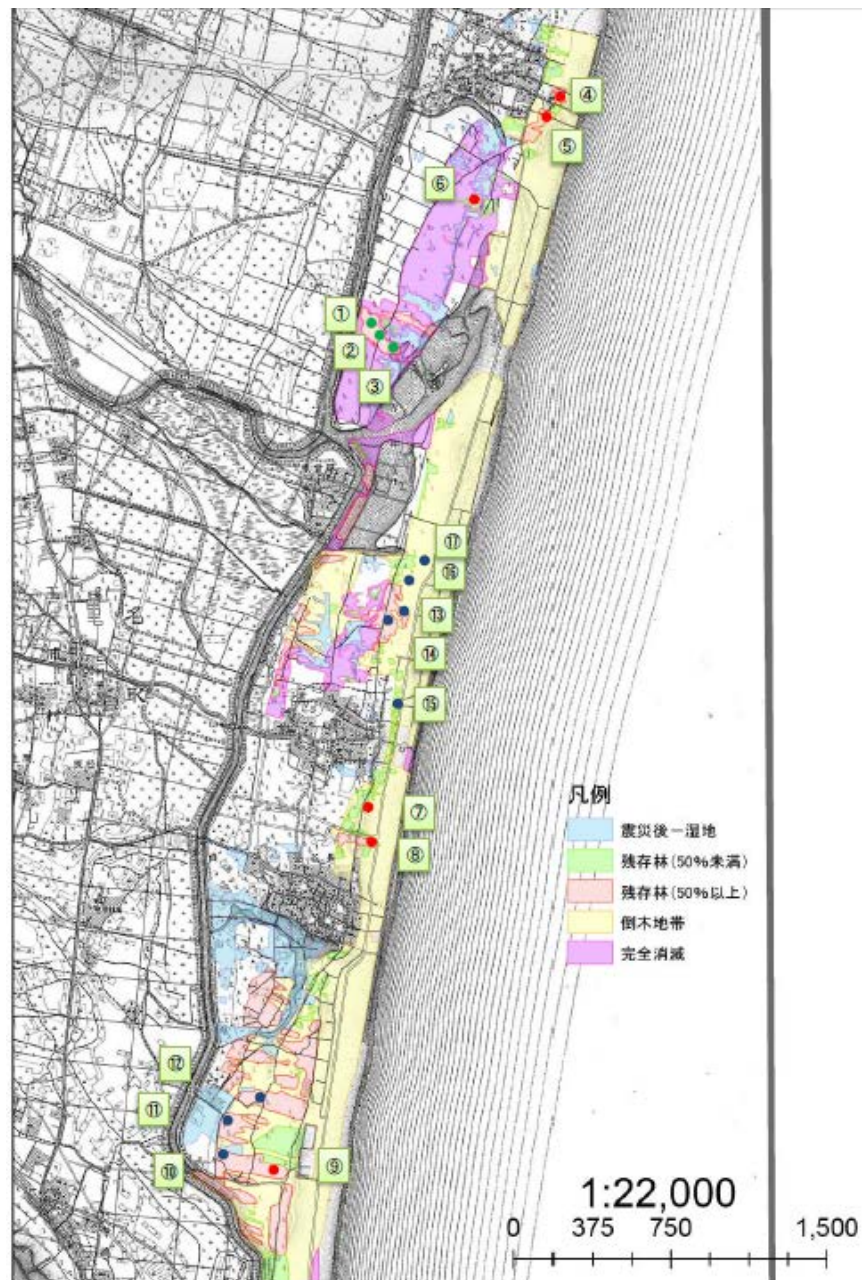 ④
⑤
⑥
①
②
③
⑰
⑯
⑬
⑭
⑮
凡例
⑦
震災後－湿地
⑧
残存林(50%未満)
残存林(50%以上)
倒木地帯
完全消滅
⑫
⑪
⑩
⑨
1:22,000
0 375 750 1,500